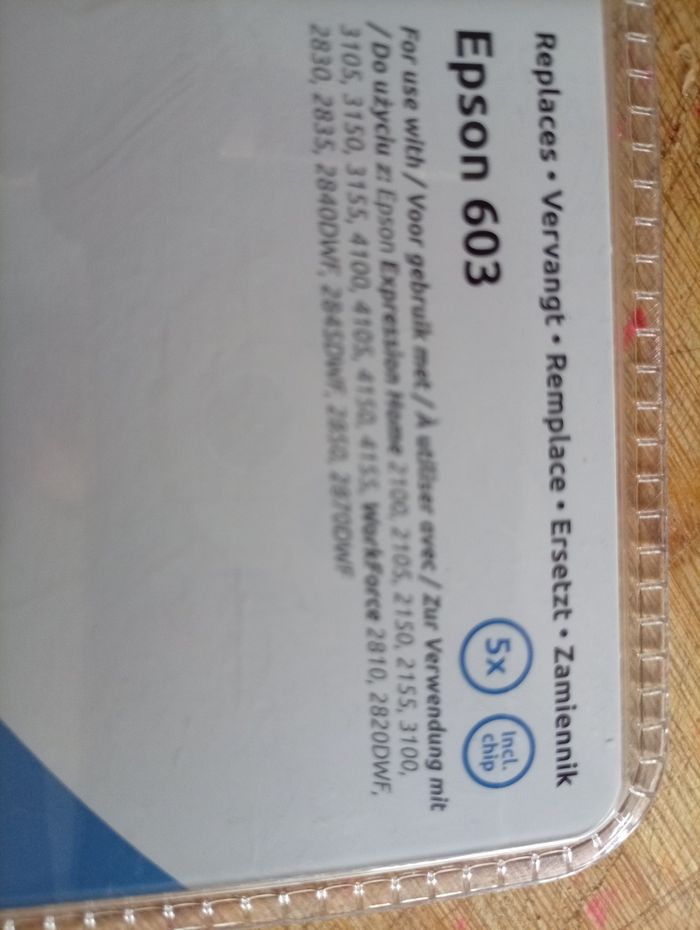 Replaces • Vervangt • Remplace • Ersetzt • Zamiennik
Epson 603
5x
Incl.
chip
For use with / Voor gebruik met / À utiliser avec / Zur Verwendung mit
/ Do użyciu z: Epson Expression Home 2100, 2105, 2150, 2155, 3100,
3105, 3150, 3155, 4100, 4105, 4150, 4155, WorkForce 2810, 2820DWF,
2830, 2835, 2840DWF, 2845DWF, 2850, 2870DWF